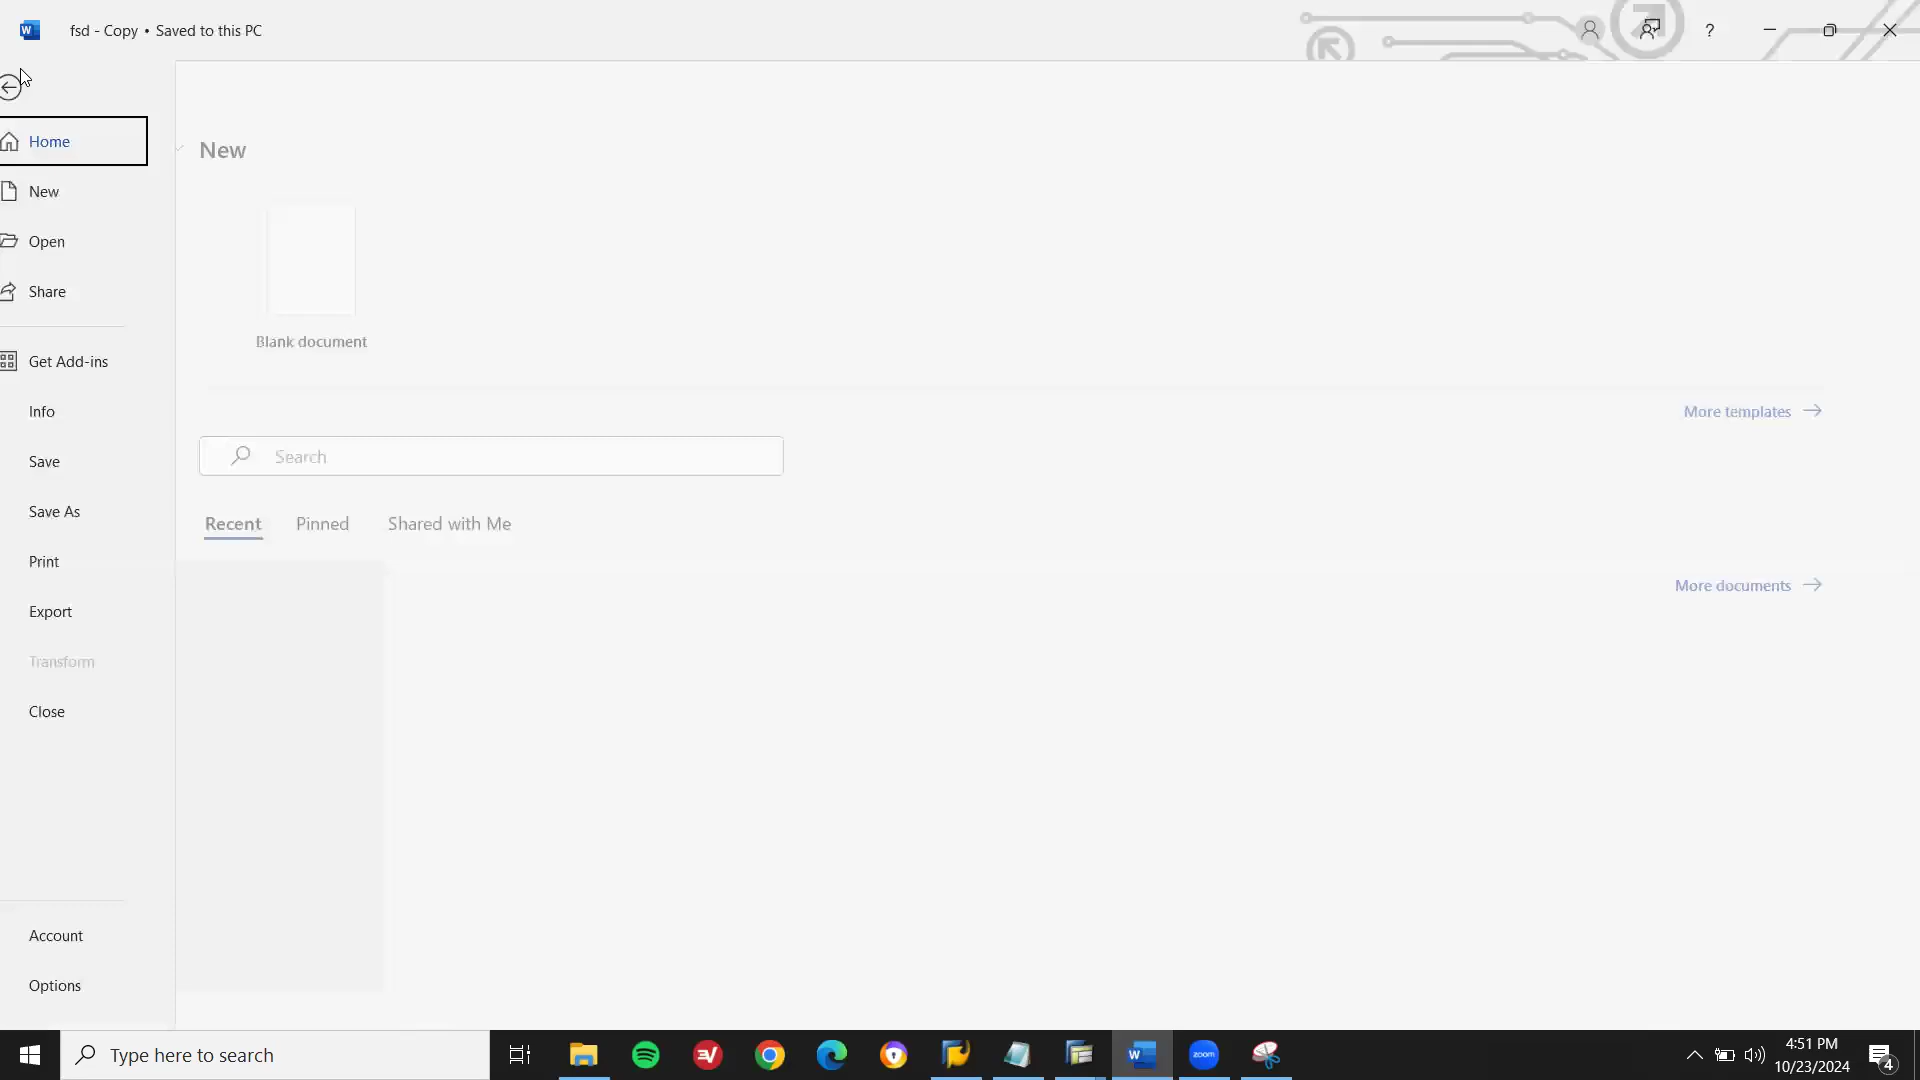 fsd - Copy • Saved to this PC
?
Home
New
Open
Share
Get Add-ins
Info
Save
Save As
Print
Export
Transform
Close
Account
Options
New
Blank document
More templates
Search
Recent Pinned Shared with Me
More documents
Type here to search
W
zoom
4:51 PM
10/23/2024
4